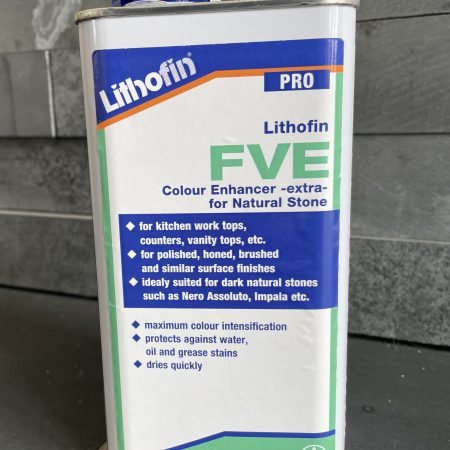 Lithofin®
PRO
Lithofin
FVE
Colour Enhancer -extra-
for Natural Stone
◆ for kitchen work tops,
counters, vanity tops, etc.
◆ for polished, honed, brushed
and similar surface finishes
◆ idealy suited for dark natural stones
such as Nero Assoluto, Impala etc.
◆ maximum colour intensification
◆ protects against water,
oil and grease stains
◆ dries quickly